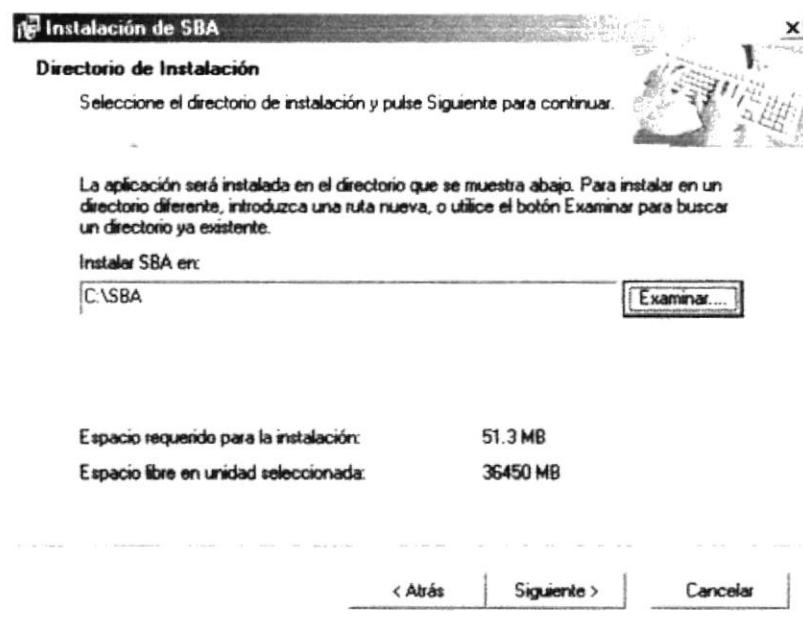 Instalación de SBA
Directorio de Instalación
Seleccione el directorio de instalación y pulse Siguiente para continuar.
La aplicación será instalada en el directorio que se muestra abajo. Para instalar en un
directorio diferente, introduzca una ruta nueva, o utilice el botón Examinar para buscar
un directorio ya existente.
Instalar SBA en:
C:\SBA
Examinar....
Espacio requerido para la instalación: 51.3 MB
Espacio libre en unidad seleccionada: 36450 MB
< Atrás Siguiente > Cancelar